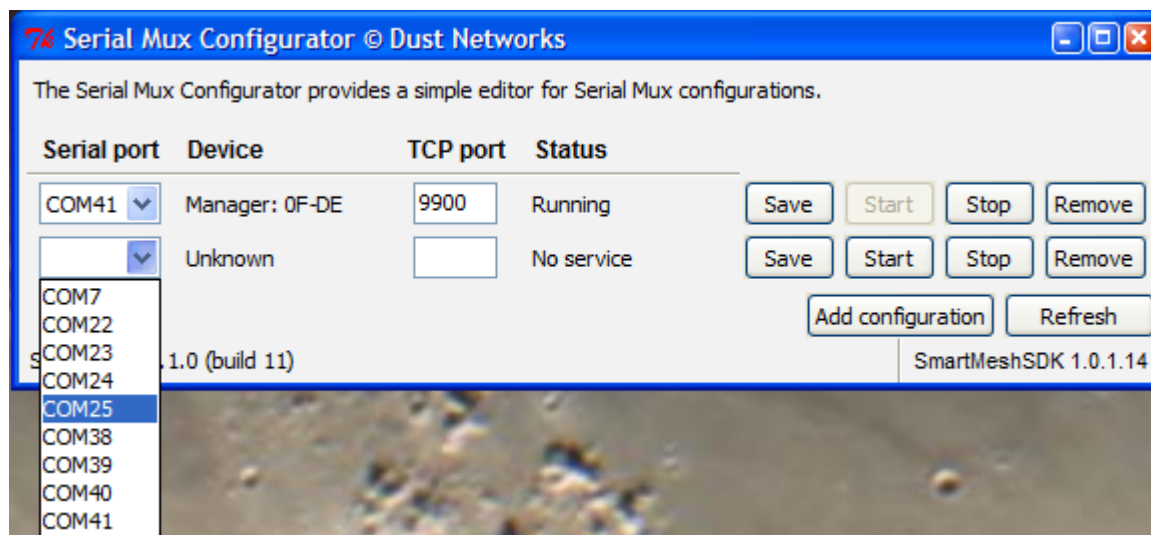 Serial Mux Configurator © Dust Networks
The Serial Mux Configurator provides a simple editor for Serial Mux configurations.
Serial port Device TCP port Status
COM41 Manager: 0F-DE 9900 Running Save Start Stop Remove
Unknown No service Save Start Stop Remove
COM7
COM22
Add configuration Refresh
COM23
.1.0 (build 11) SmartMeshSDK 1.0.1.14
COM24
COM25
COM38
COM39
COM40
COM41